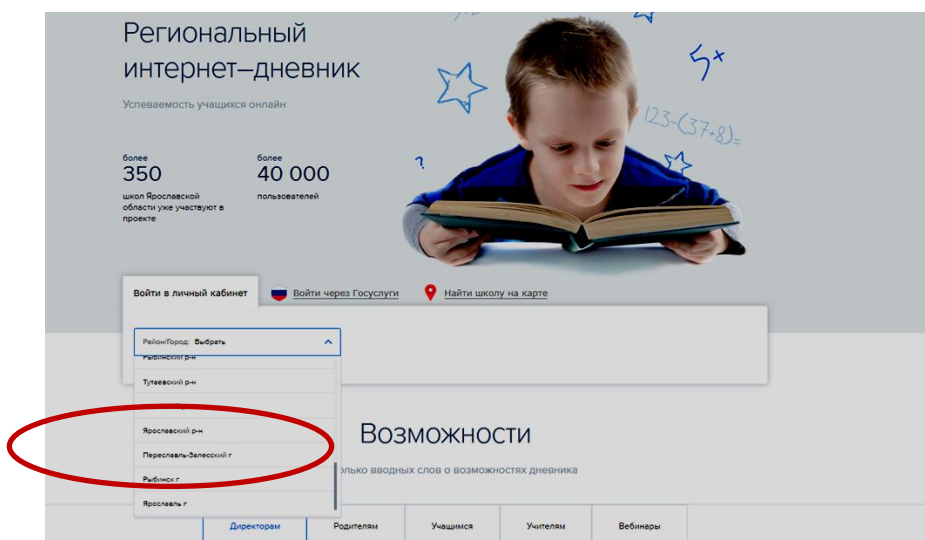 Региональный
интернет–дневник
Успеваемость учащихся онлайн
более
350
школ Ярославской
области уже участвуют в
проекте
более
40 000
пользователей
?
5+
123-(37+8)=
Войти в личный кабинет
Войти через Госуслуги
Найти школу на карте
Район/Город: Выбрать
Рыбинский р-н
Тутаевский р-н
Ярославский р-н
Переславль-Залесский г
Рыбинск г
Ярославль г
Возможности
вводных слов о возможностях дневника
Директорам
Родителям
Учащимся
Учителям
Вебинары